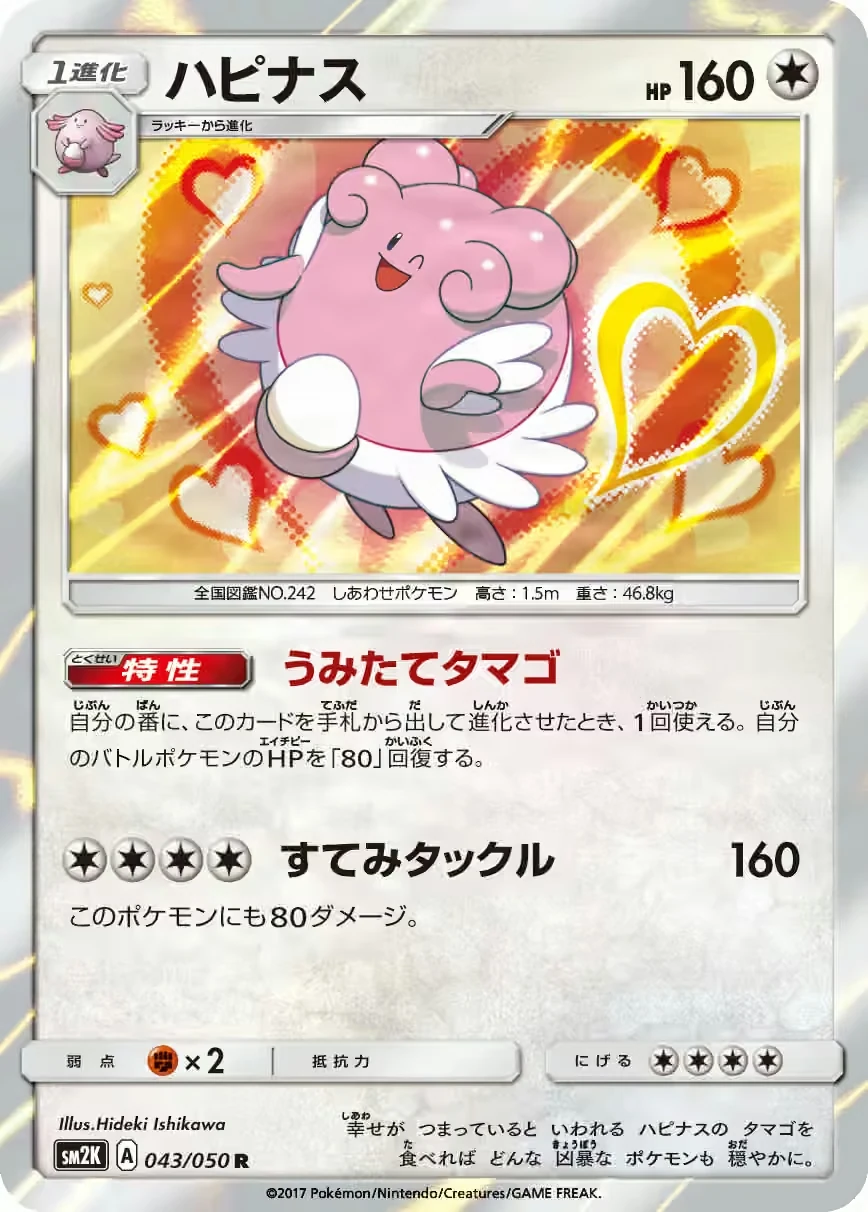 1進化
ハピナス
HP 160
ラッキーから進化
全国図鑑NO.242 しあわせポケモン 高さ：1.5m 重さ：46.8kg
とくせい 特性 うみたてタマゴ
自分の番に、このカードを手札から出して進化させたとき、1回使える。自分
のバトルポケモンのHPを「80」回復する。
すてみタックル 160
このポケモンにも80ダメージ。
弱点 ×2 抵抗力 にげる
Illus.Hideki Ishikawa
SM2K A 043/050 R
幸せが つまっていると いわれる ハピナスの タマゴを
食べれば どんな 凶暴な ポケモンも 穏やかに。
©2017 Pokémon/Nintendo/Creatures/GAME FREAK.